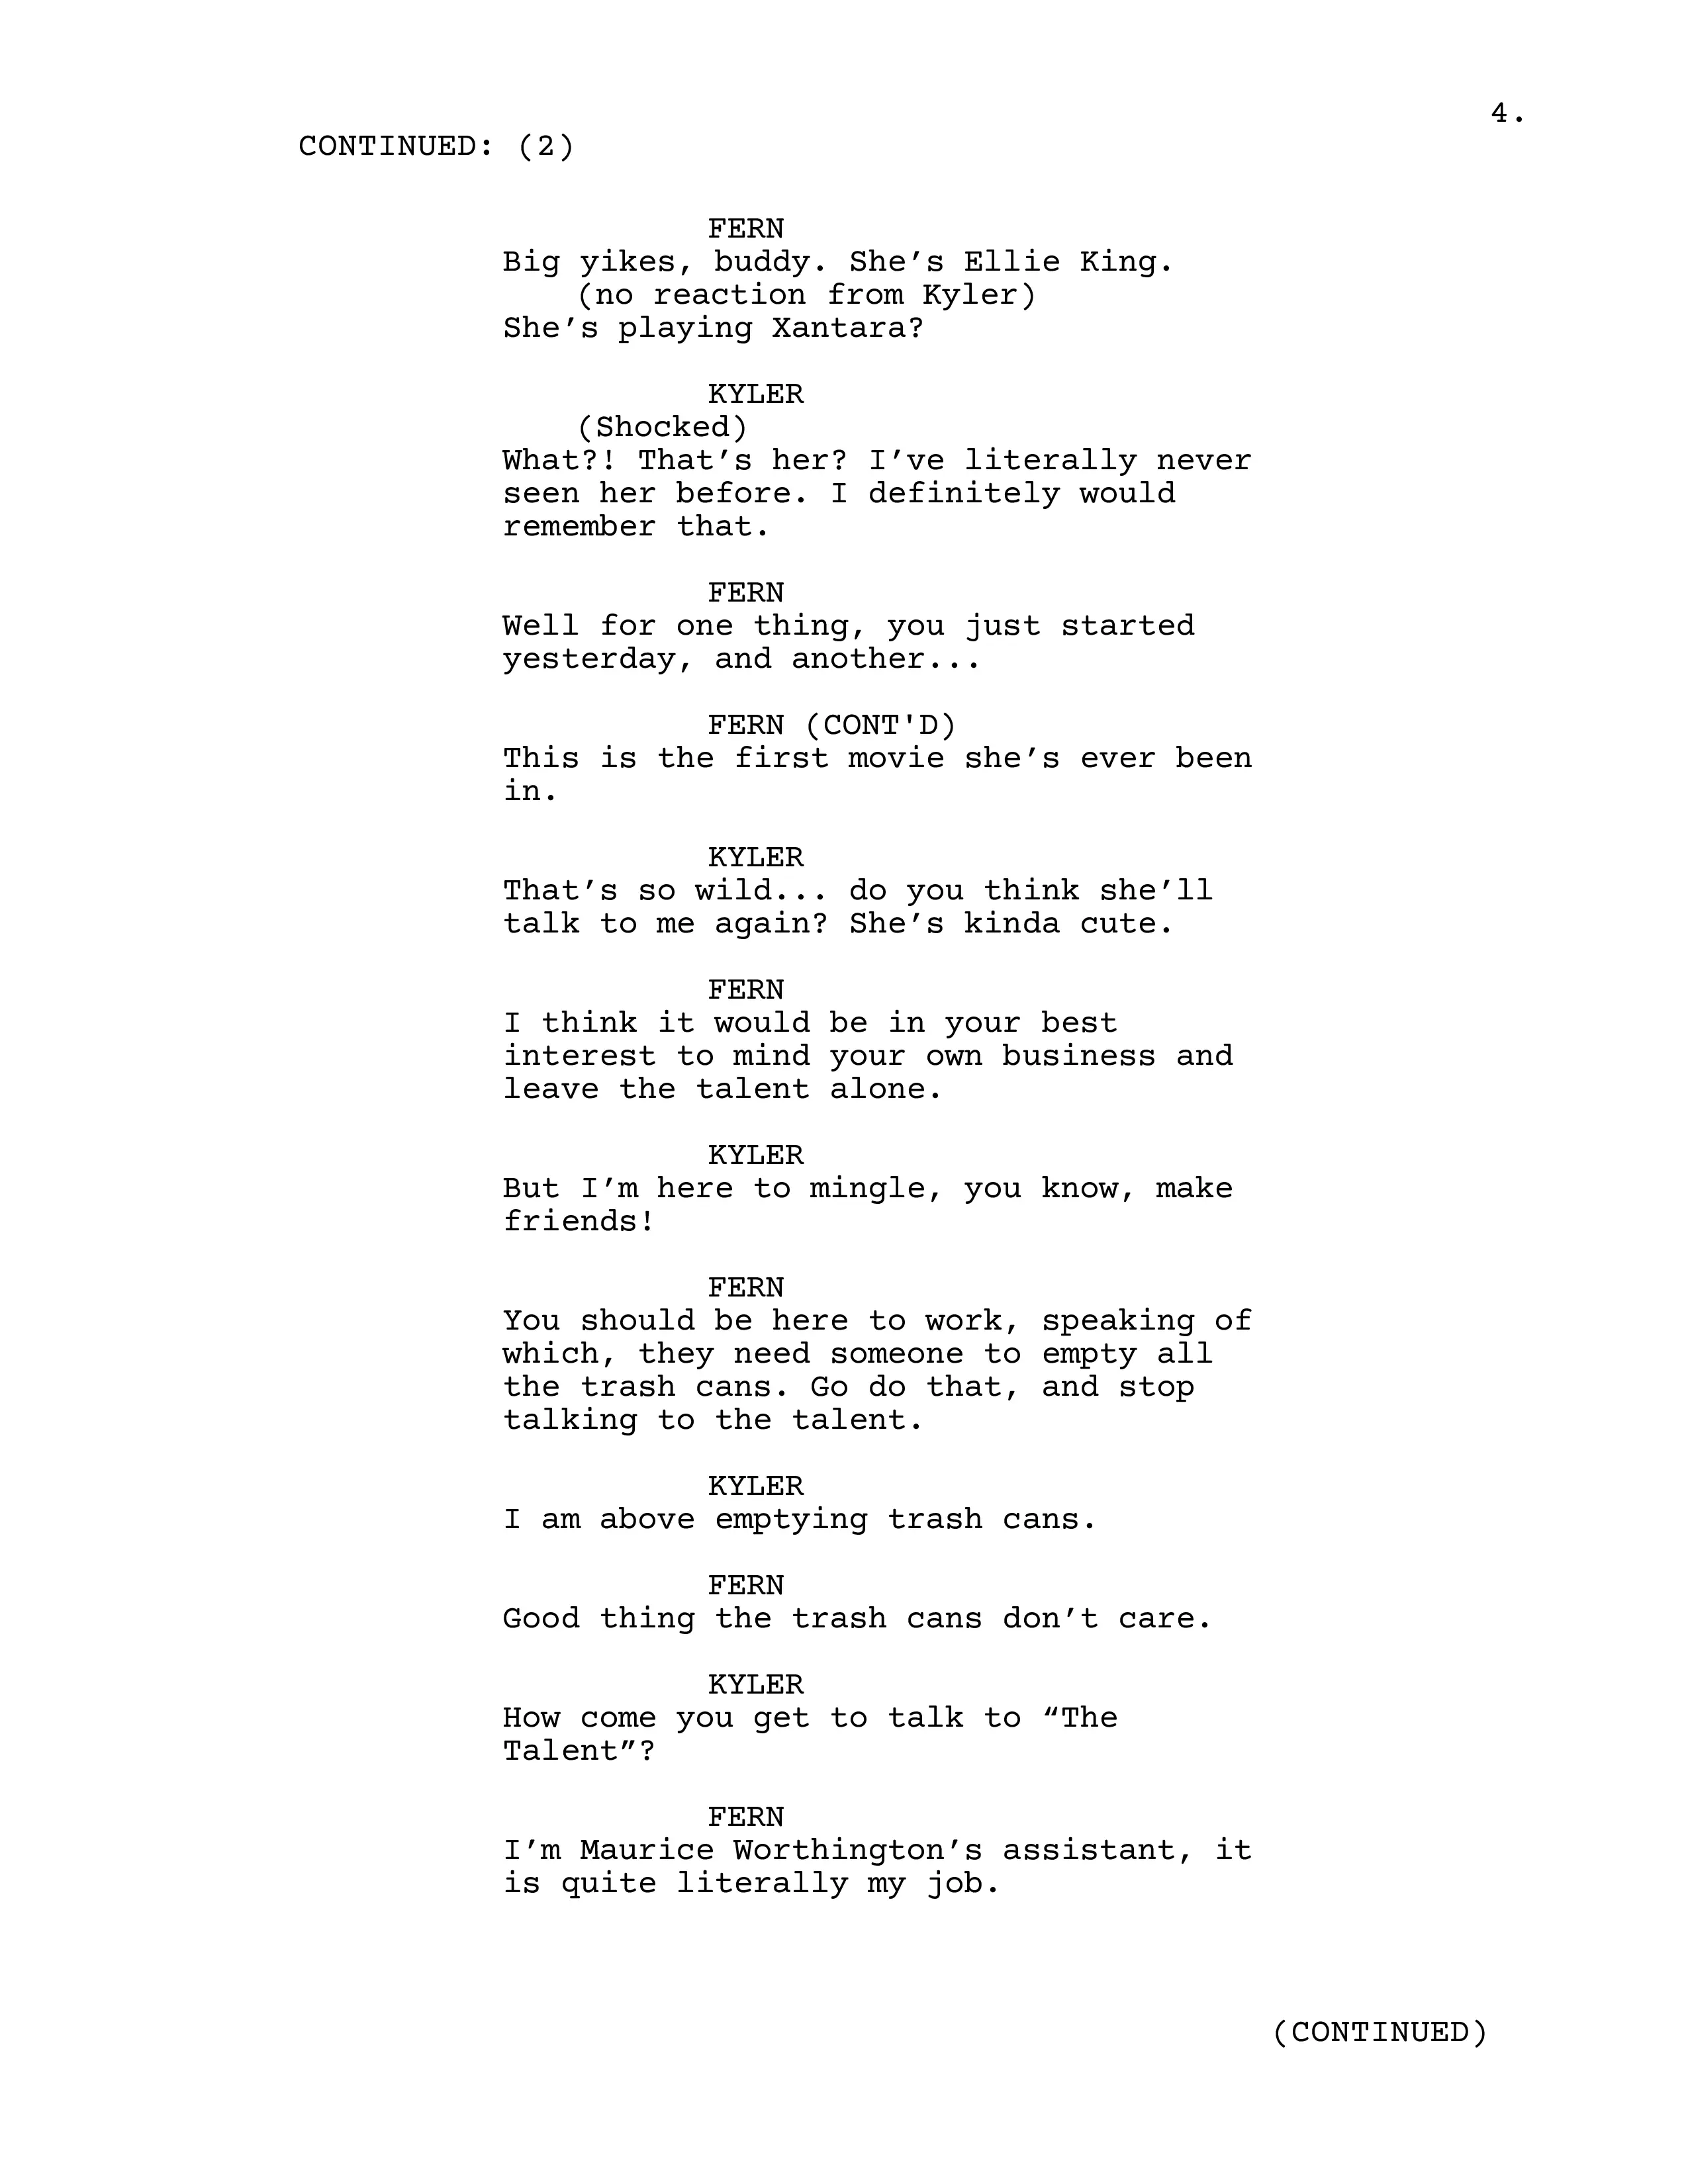 4.
CONTINUED: (2)
FERN
Big yikes, buddy. She’s Ellie King.
(no reaction from Kyler)
She’s playing Xantara?
KYLER
(Shocked)
What?! That’s her? I’ve literally never
seen her before. I definitely would
remember that.
FERN
Well for one thing, you just started
yesterday, and another...
FERN (CONT'D)
This is the first movie she’s ever been
in.
KYLER
That’s so wild... do you think she’ll
talk to me again? She’s kinda cute.
FERN
I think it would be in your best
interest to mind your own business and
leave the talent alone.
KYLER
But I’m here to mingle, you know, make
friends!
FERN
You should be here to work, speaking of
which, they need someone to empty all
the trash cans. Go do that, and stop
talking to the talent.
KYLER
I am above emptying trash cans.
FERN
Good thing the trash cans don’t care.
KYLER
How come you get to talk to “The
Talent”?
FERN
I’m Maurice Worthington’s assistant, it
is quite literally my job.
(CONTINUED)